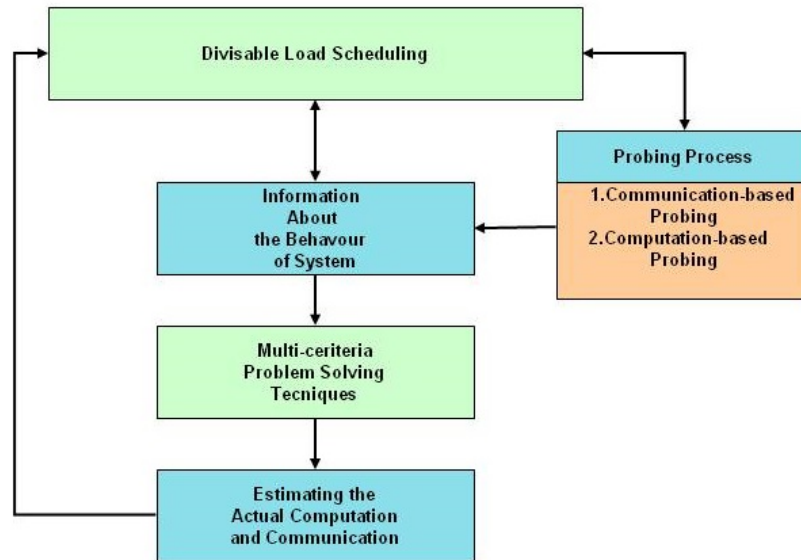 Divisable Load Scheduling
Probing Process
1.Communication-based
Probing
2.Computation-based
Probing
Information
About
the Behavour
of System
Multi-ceriteria
Problem Solving
Tecniques
Estimating the
Actual Computation
and Communication